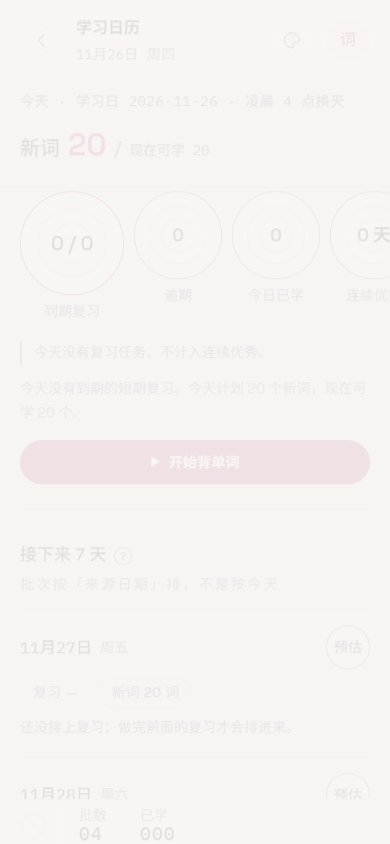 学习日历
11月26日 周四
词
今天 · 学习日 2026-11-26 · 凌晨 4 点换天
新词 20 / 现在可学 20
0 / 0
0
0
0 天
到期复习
逾期
今日已学
连续优
今天没有复习任务，不计入连续优秀。
今天没有到期的短期复习。今天计划 20 个新词，现在可
学 20 个。
▶ 开始背单词
接下来 7 天 ?
批次按「来源日期」排，不是按今天
11月27日 周五
预估
复习 —
新词 20 词
还没排上复习：做完前面的复习才会排进来。
11月28日 周六
预估
批数
已学
04
000